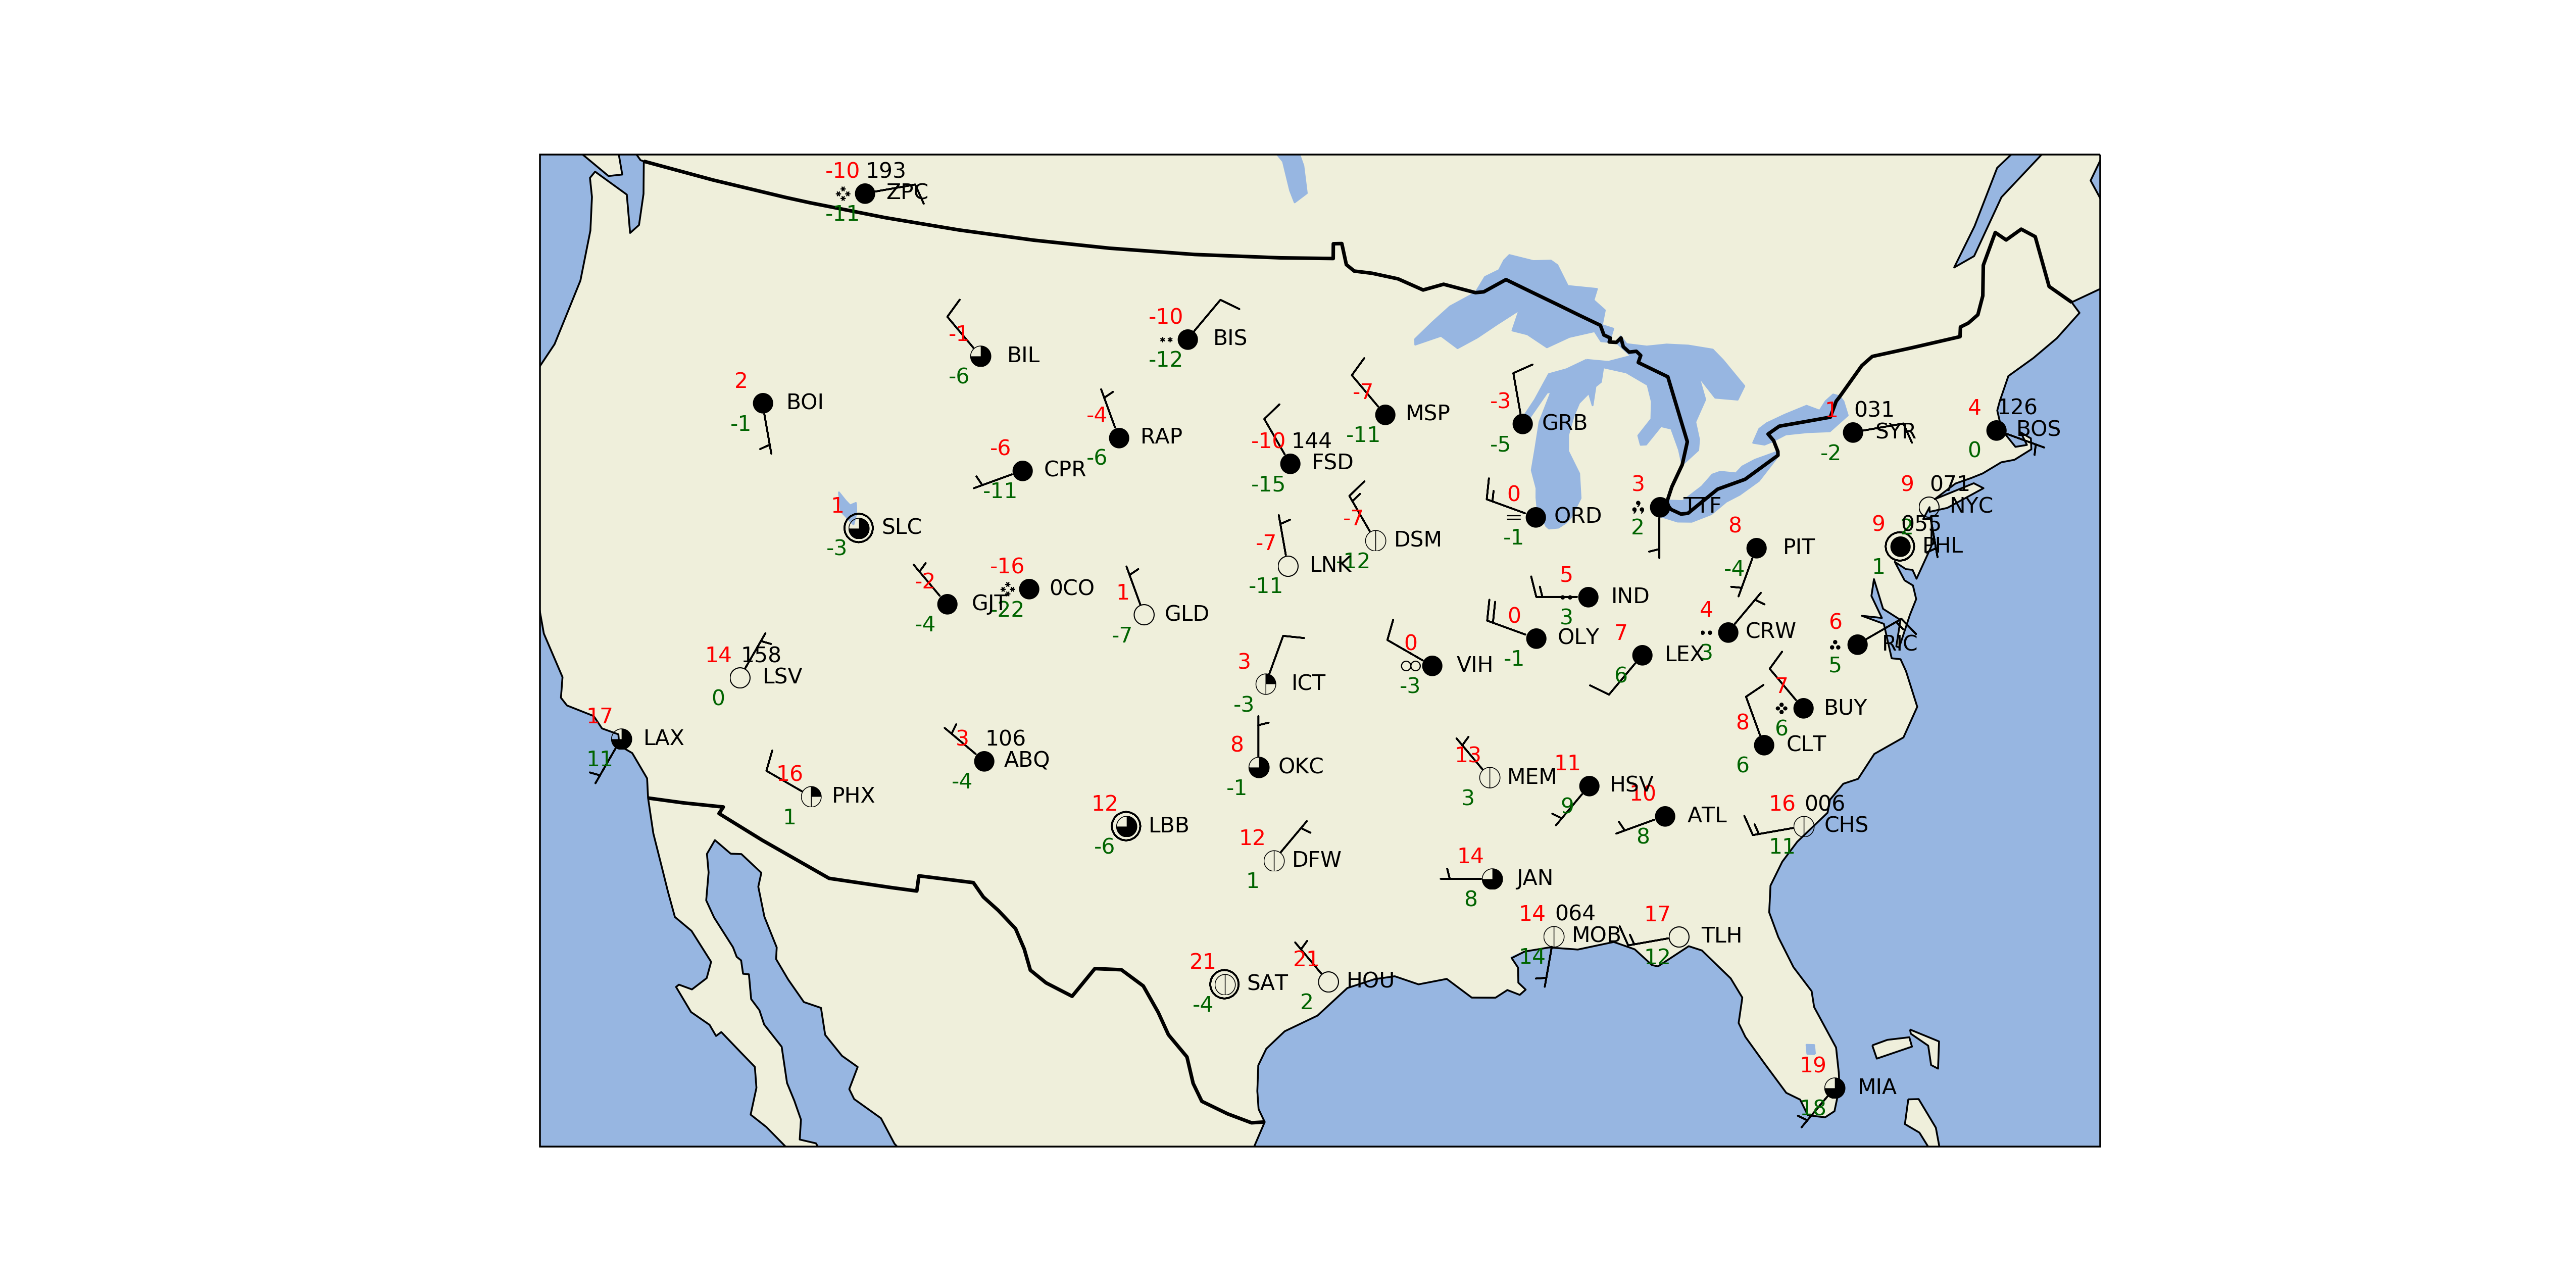 -10 193
ZPC
-11
-10
BIS
-12
-1
BIL
-6
2
BOI
-1
-4
RAP
-6
-7
MSP
-11
-3
GRB
-5
1 031
SYR
-2
4 126
BOS
0
-6
CPR
-11
-10 144
FSD
-15
1
SLC
-3
-7
DSM
-12
0
ORD
-1
3
TTF
2
9 071
NYC
2
9 055
PHL
1
8
PIT
-4
-7
LNK
-11
-2
GJT
-4
-16
0CO
-22
1
GLD
-7
5
IND
3
0
OLY
-1
7
LEX
6
4
CRW
3
6
RIC
5
14 158
LSV
0
3
ICT
-3
0
VIH
-3
7
BUY
6
17
LAX
11
8
CLT
6
3 106
ABQ
-4
8
OKC
-1
16
PHX
1
13
MEM
3
11
HSV
9
10
ATL
8
16 006
CHS
11
12
LBB
-6
12
DFW
1
14
JAN
8
14 064
MOB
14
17
TLH
12
21
SAT
-4
21
HOU
2
19
MIA
18